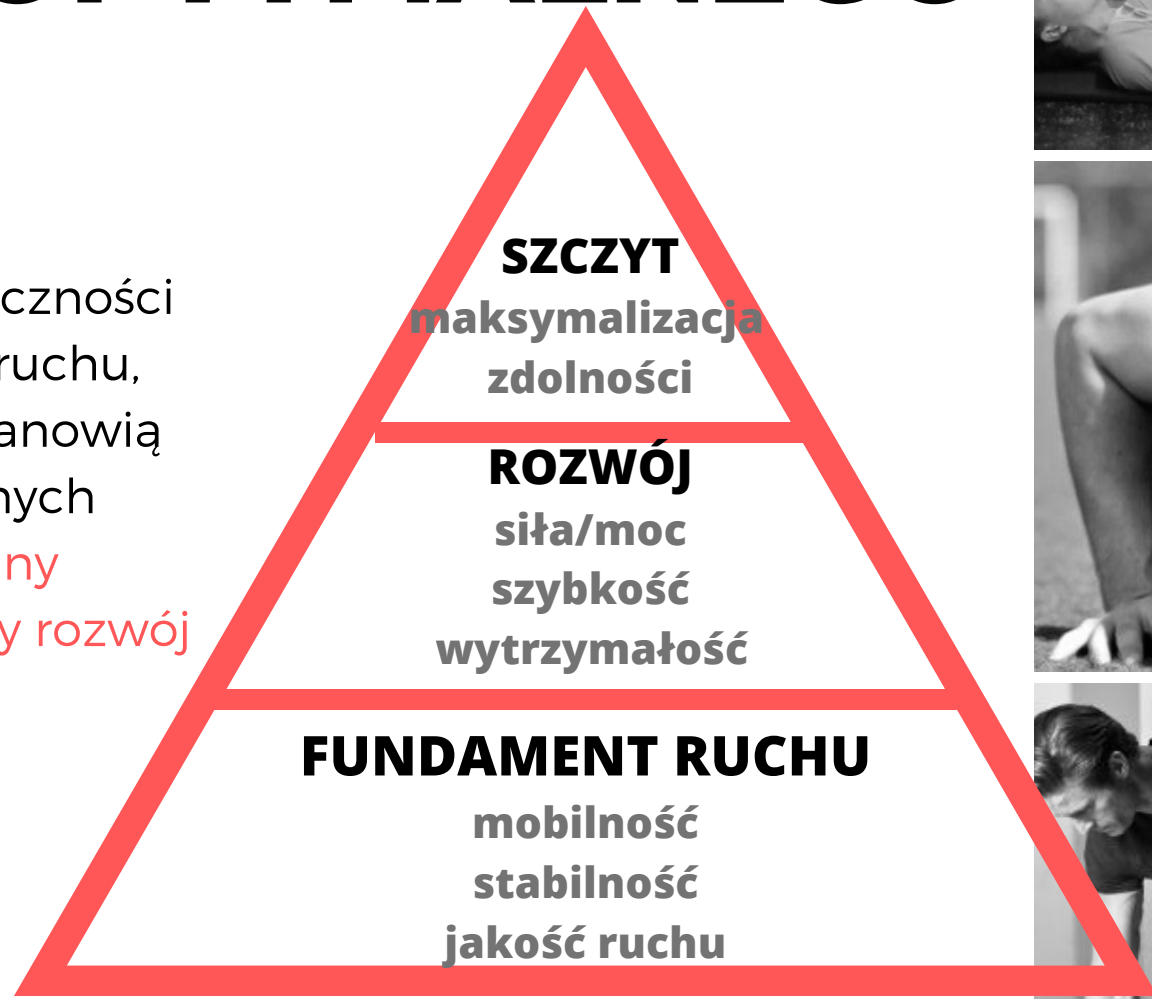 czności
ruchu,
anowią
nych
ny
y rozwój
SZCZYT
maksymalizacja
zdolności
ROZWÓJ
siła/moc
szybkość
wytrzymałość
FUNDAMENT RUCHU
mobilność
stabilność
jakość ruchu